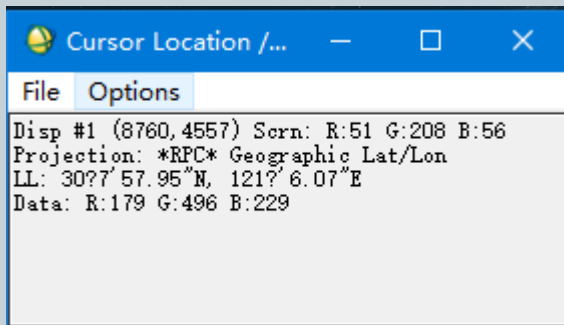 Cursor Location /...
File Options
Disp #1 (8760,4557) Scrn: R:51 G:208 B:56
Projection: *RPC* Geographic Lat/Lon
LL: 30?7'57.95"N, 121?'6.07"E
Data: R:179 G:496 B:229